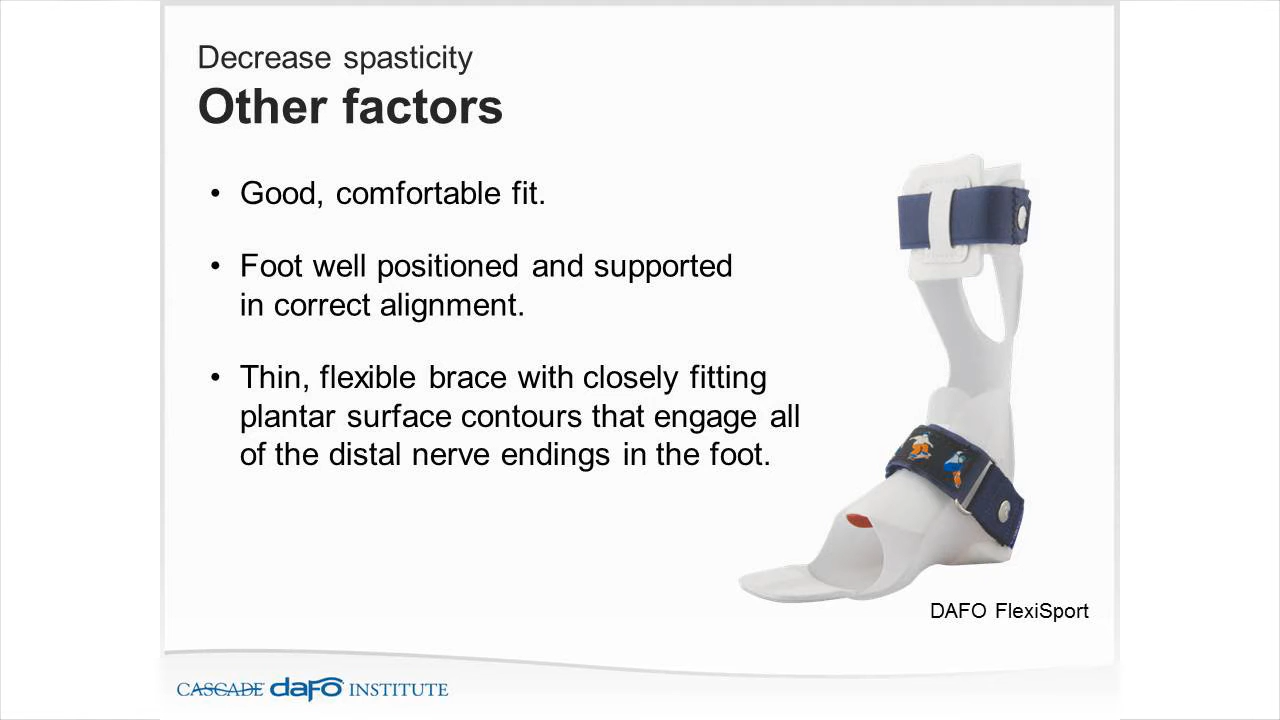 Decrease spasticity
Other factors
• Good, comfortable fit.
• Foot well positioned and supported
in correct alignment.
• Thin, flexible brace with closely fitting
plantar surface contours that engage all
of the distal nerve endings in the foot.
DAFO FlexiSport
CASCADE dafo INSTITUTE